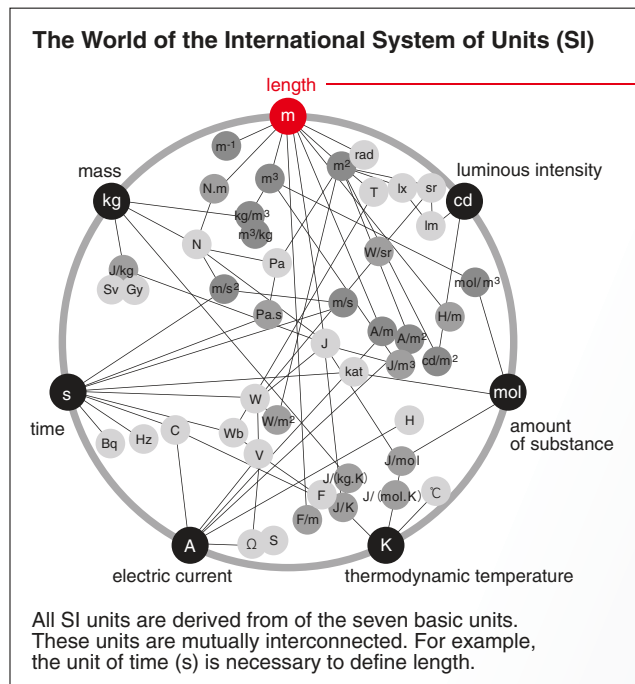 The World of the International System of Units (SI)
length
m
m⁻¹
rad
m²
mass
luminous intensity
kg
N.m
m³
T
lx
sr
cd
kg/m³
lm
m³/kg
N
Pa
W/sr
J/kg
Sv
Gy
m/s²
mol/m³
m/s
Pa.s
H/m
A/m
A/m²
J
J/m³
cd/m²
kat
s
mol
time
W
W/m²
H
amount
of substance
Bq
Hz
C
Wb
V
J/mol
J/(kg.K)
F
J/K
J/(mol.K)
℃
F/m
A
Ω
S
K
electric current
thermodynamic temperature
All SI units are derived from of the seven basic units.
These units are mutually interconnected. For example,
the unit of time (s) is necessary to define length.